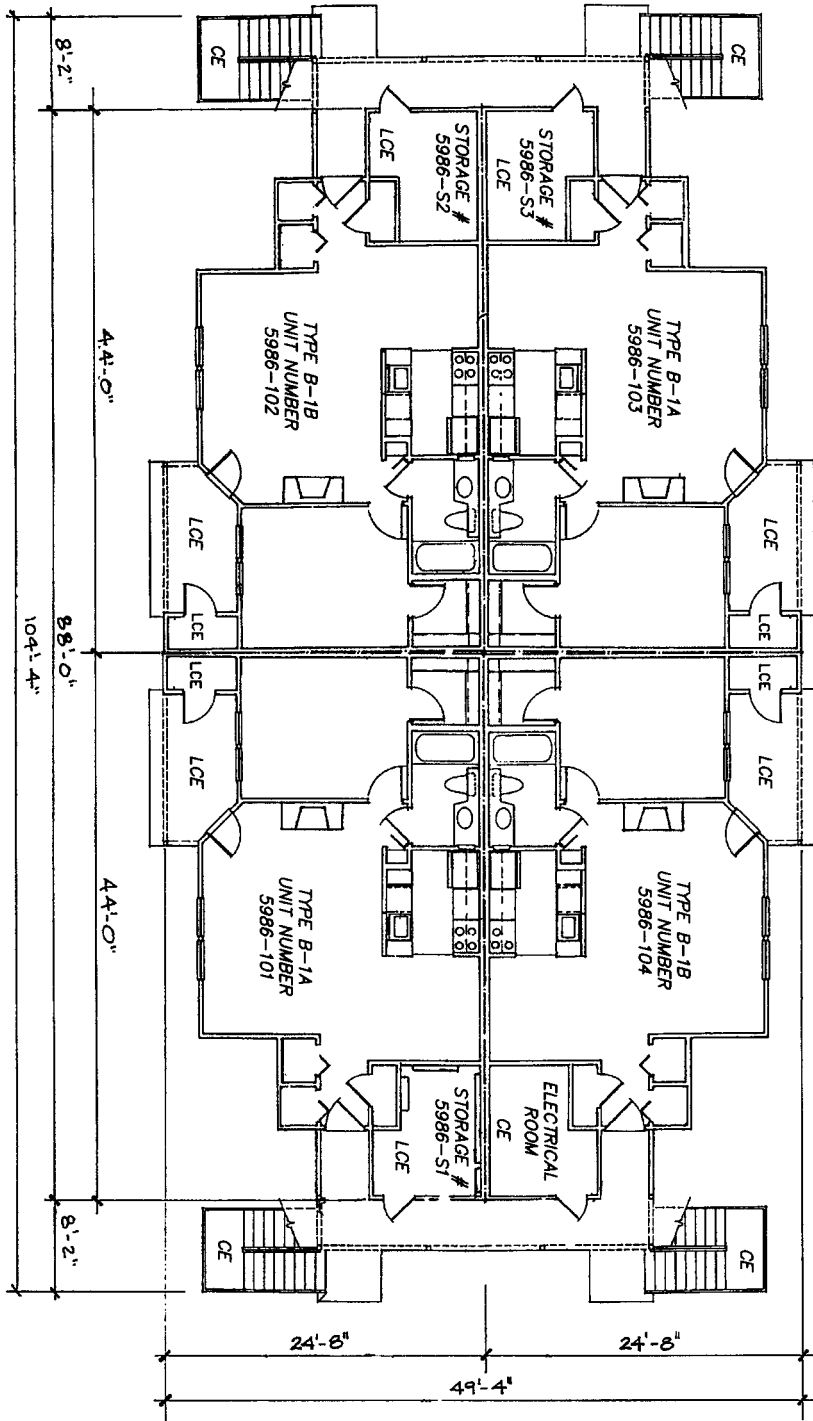 CE
CE
8'-2"
STORAGE #
5986-S2
LCE
STORAGE #
5986-S3
LCE
44'-0"
TYPE B-1B
UNIT NUMBER
5986-102
TYPE B-1A
UNIT NUMBER
5986-103
LCE
LCE
LCE
LCE
88'-0"
104'-4"
LCE
LCE
LCE
LCE
44'-0"
TYPE B-1A
UNIT NUMBER
5986-101
TYPE B-1B
UNIT NUMBER
5986-104
STORAGE #
5986-S1
LCE
ELECTRICAL
ROOM
CE
8'-2"
CE
CE
24'-8"
24'-8"
49'-4"